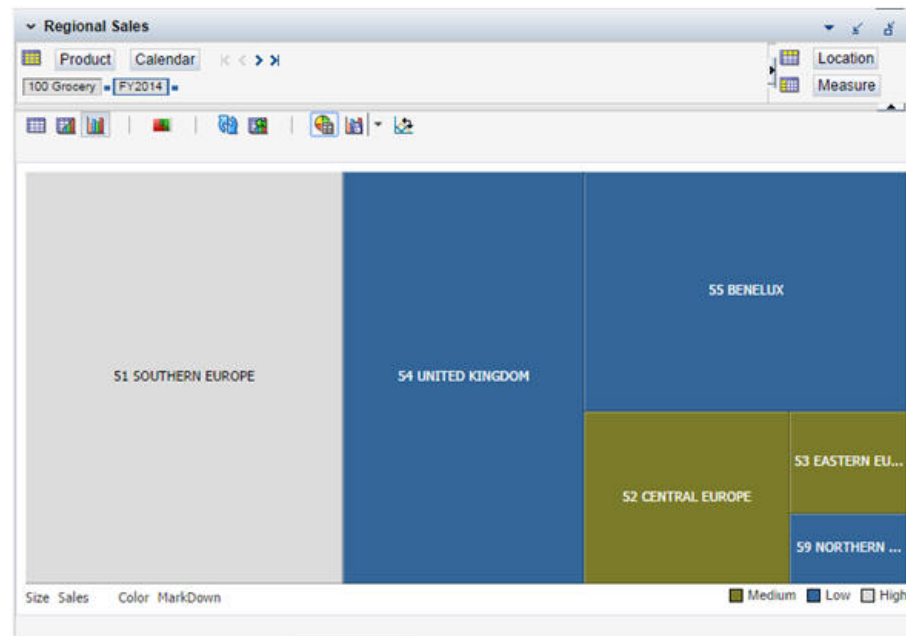 Regional Sales
Product Calendar
Location
100 Grocery FY2014
Measure
55 BENELUX
51 SOUTHERN EUROPE
54 UNITED KINGDOM
53 EASTERN EU...
52 CENTRAL EUROPE
59 NORTHERN ...
Size Sales Color MarkDown
Medium Low High